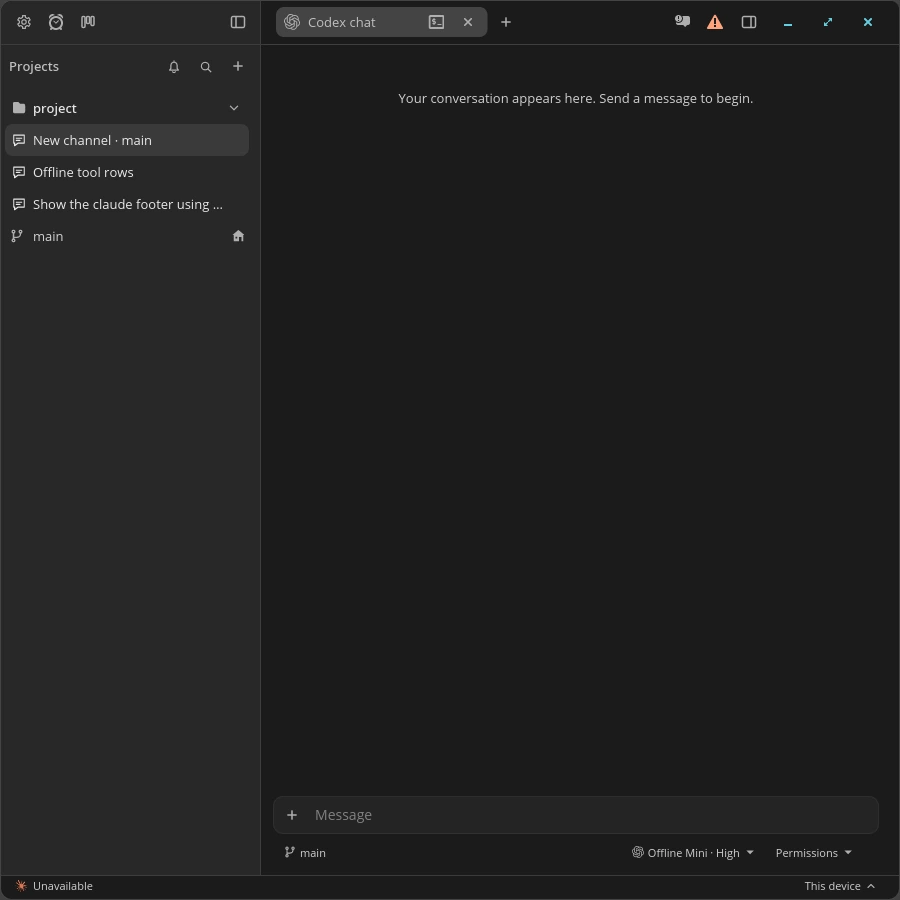 Codex chat
Projects
project
New channel · main
Offline tool rows
Show the claude footer using ...
main
Your conversation appears here. Send a message to begin.
Message
main
Offline Mini · High
Permissions
Unavailable
This device